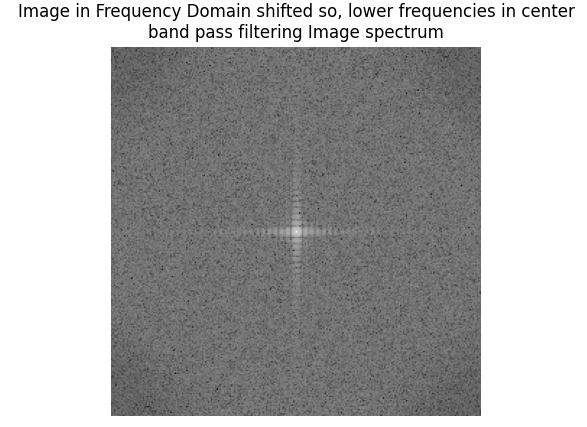 Image in Frequency Domain shifted so, lower frequencies in center
band pass filtering Image spectrum